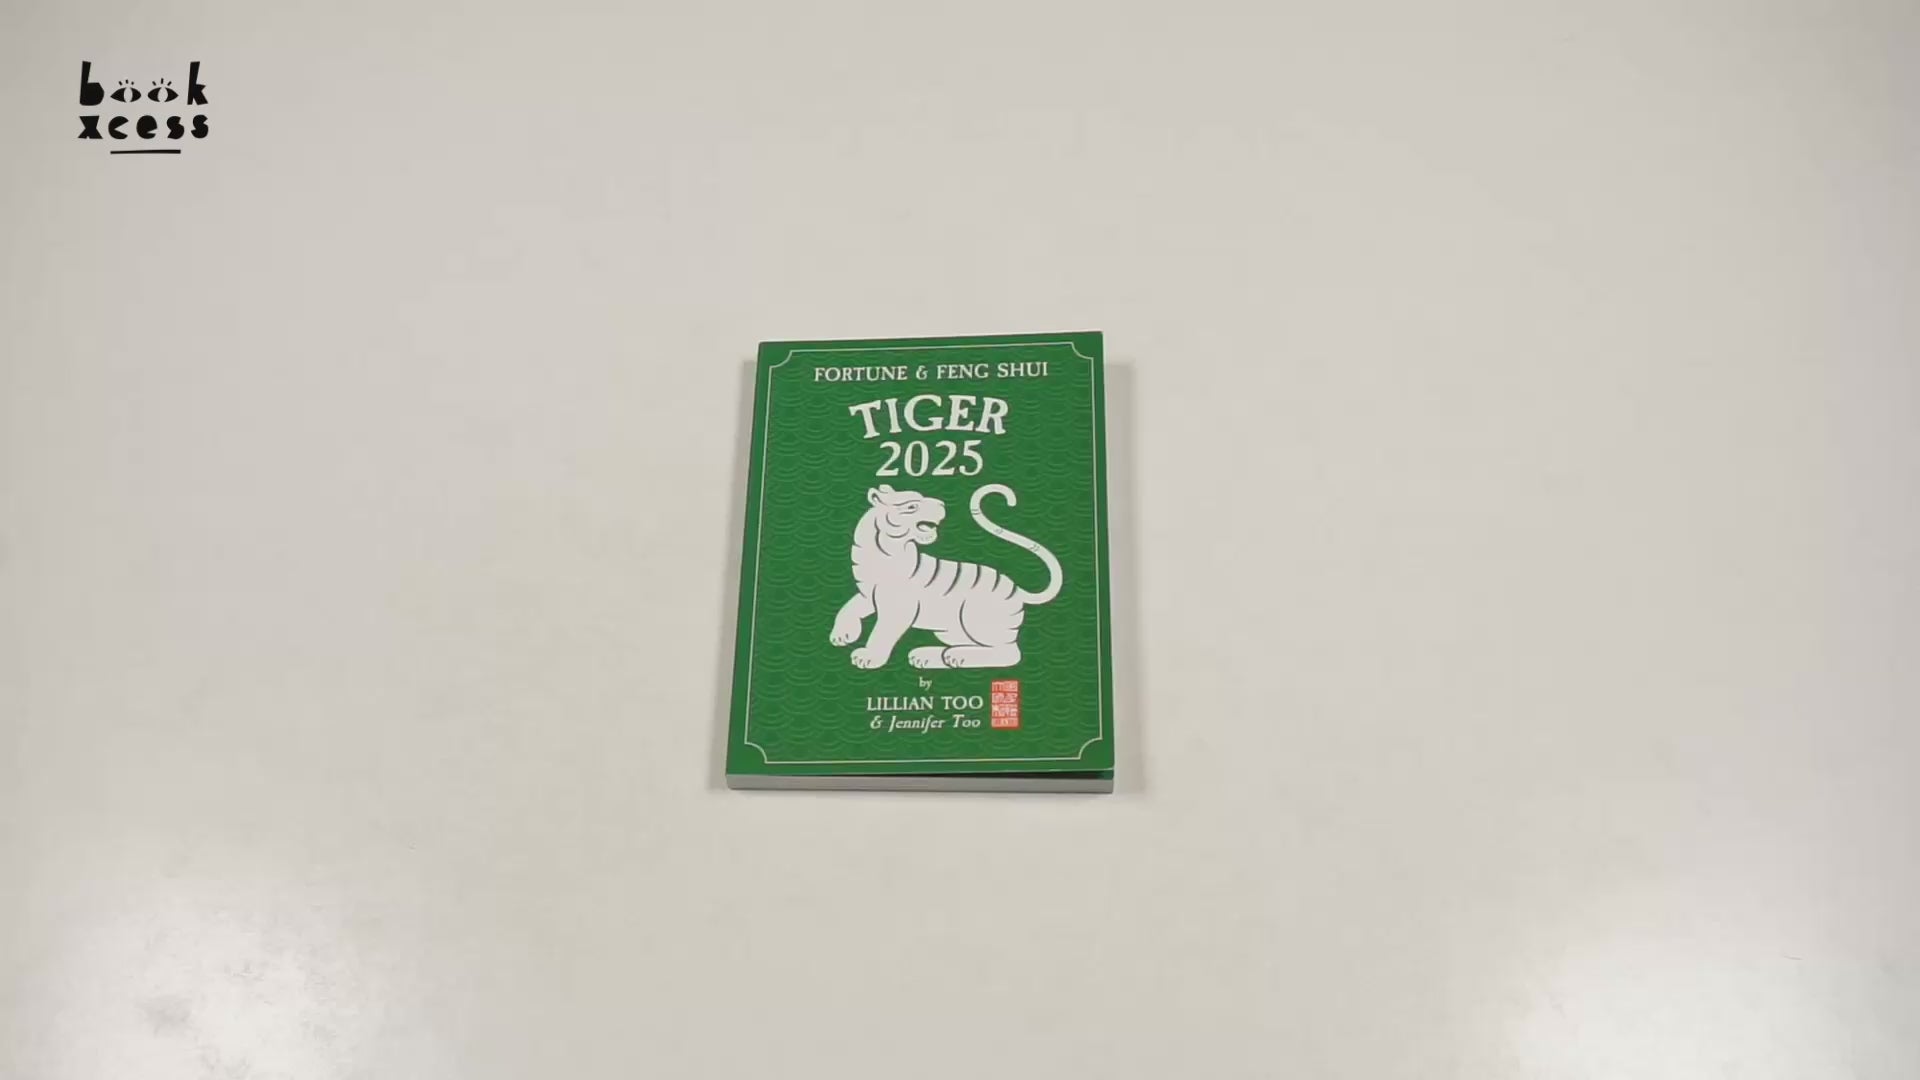 book
xcess
FORTUNE & FENG SHUI
TIGER
2025
by
LILLIAN TOO
& Jennifer Too